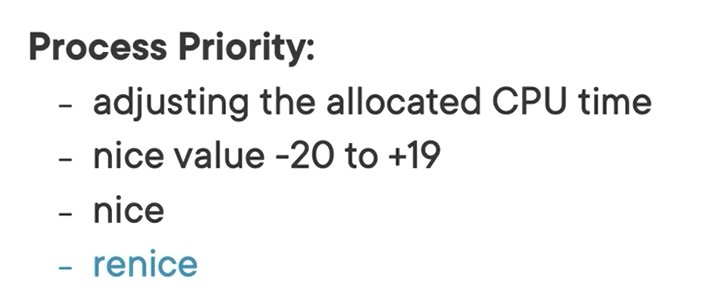 Process Priority:
- adjusting the allocated CPU time
- nice value -20 to +19
- nice
- renice